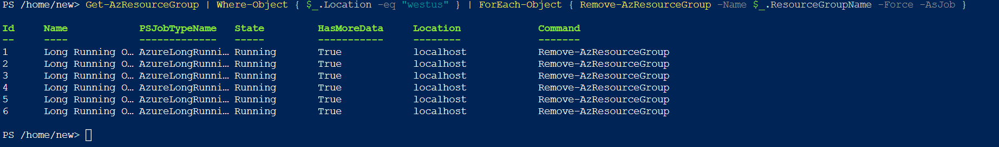 PS /home/new> Get-AzResourceGroup | Where-Object { $_.Location -eq "westus" } | ForEach-Object { Remove-AzResourceGroup -Name $_.ResourceGroupName -Force -AsJob }
Id Name PSJobTypeName State HasMoreData Location Command
-- ---- ------------- ----- ----------- -------- -------
1 Long Running O… AzureLongRunni… Running True localhost Remove-AzResourceGroup
2 Long Running O… AzureLongRunni… Running True localhost Remove-AzResourceGroup
3 Long Running O… AzureLongRunni… Running True localhost Remove-AzResourceGroup
4 Long Running O… AzureLongRunni… Running True localhost Remove-AzResourceGroup
5 Long Running O… AzureLongRunni… Running True localhost Remove-AzResourceGroup
6 Long Running O… AzureLongRunni… Running True localhost Remove-AzResourceGroup
PS /home/new>